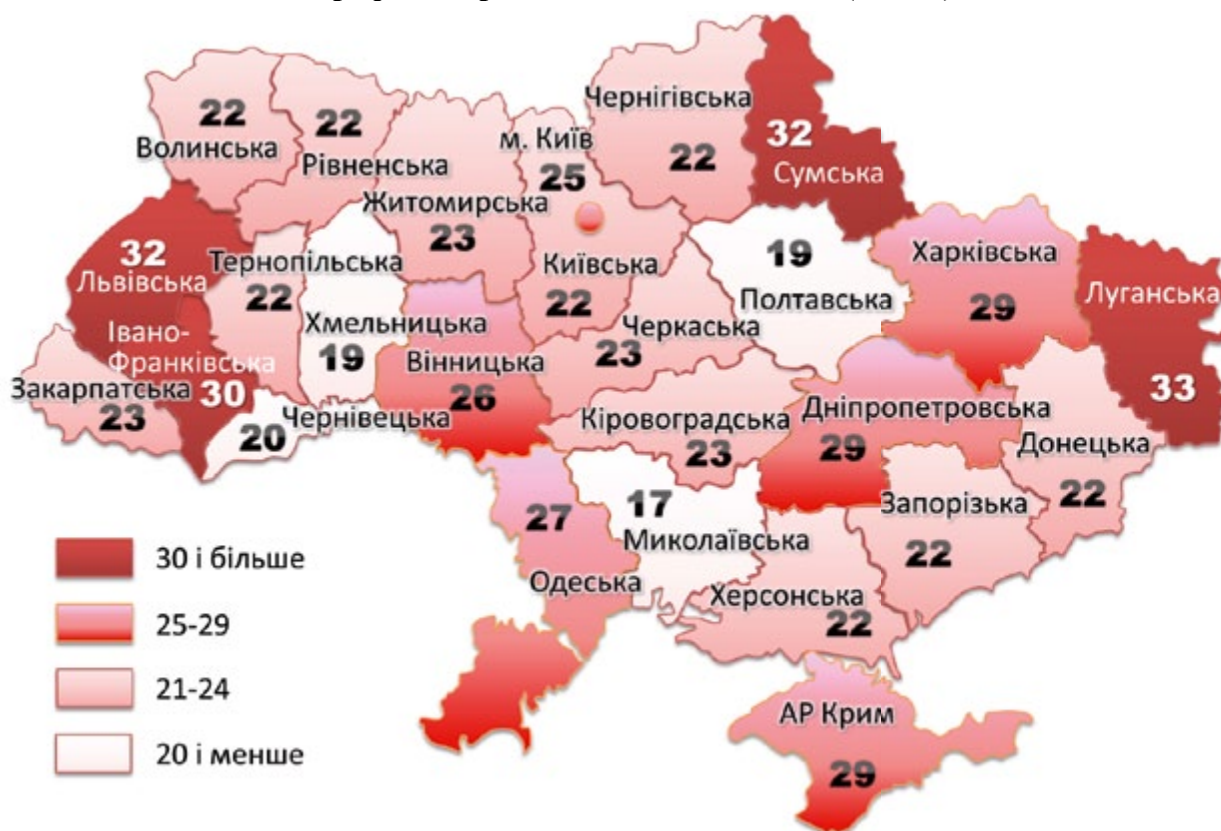 Чернігівська
22
32
Сумська
22
Волинська
22
Рівненська
м. Київ
25
Житомирська
23
32
Львівська
Тернопільська
22
Київська
22
19
Полтавська
Харківська
29
Луганська
33
Івано-
Франківська
30
Хмельницька
19
Вінницька
26
Черкаська
23
Закарпатська
23
20
Чернівецька
Кіровоградська
23
Дніпропетровська
29
Донецька
22
27
Одеська
17
Миколаївська
Запорізька
22
Херсонська
22
АР Крим
29
30 і більше
25-29
21-24
20 і менше